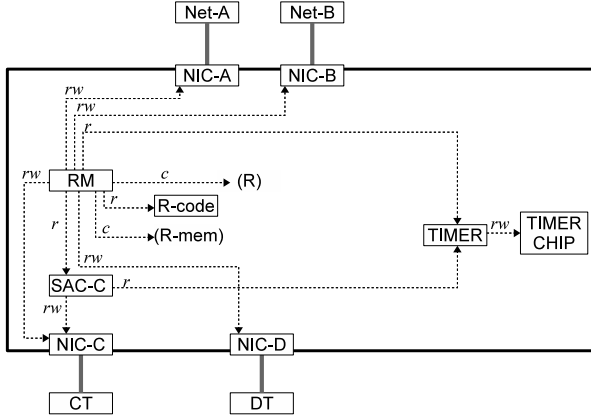 Net-A Net-B
NIC-A NIC-B
rw
rw
r
rw RM c (R)
r R-code
r c (R-mem)
rw TIMER rw TIMER
CHIP
SAC-C r
rw
NIC-C NIC-D
CT DT